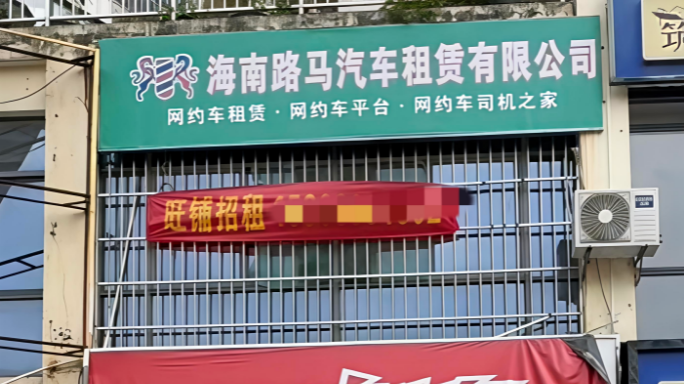 海南路马汽车租赁有限公司
网约车租赁·网约车平台·网约车司机之家
旺铺招租